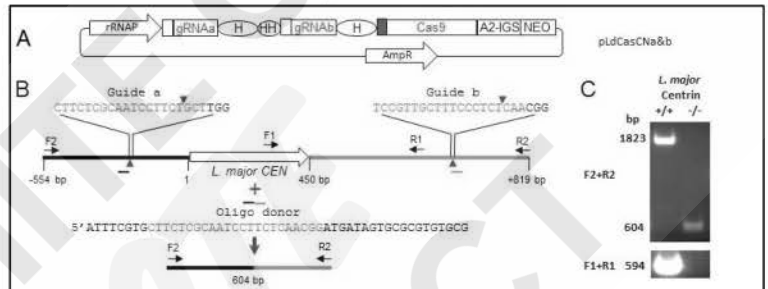 A
rRNAP gRNAa H HH gRNAb H Cas9 A2-IGS NEO
pLdCasCNa&b
AmpR
B
Guide a
CTTCTCGCAATCCTTCTGCTTGG
Guide b
TCCGTTGCTTTCCCTCTCAACGG
F2 F1 R1 R2
-554 bp 1 L. major CEN 450 bp +819 bp
+
Oligo donor
5'ATTTCGTGCTTCTCGCAATCCTTCTCAACGGATGATAGTGCGCGTGTGCG
F2 R2
604 bp
C
L. major
Centrin
bp +/+ -/-
1823
F2+R2
604
F1+R1 594